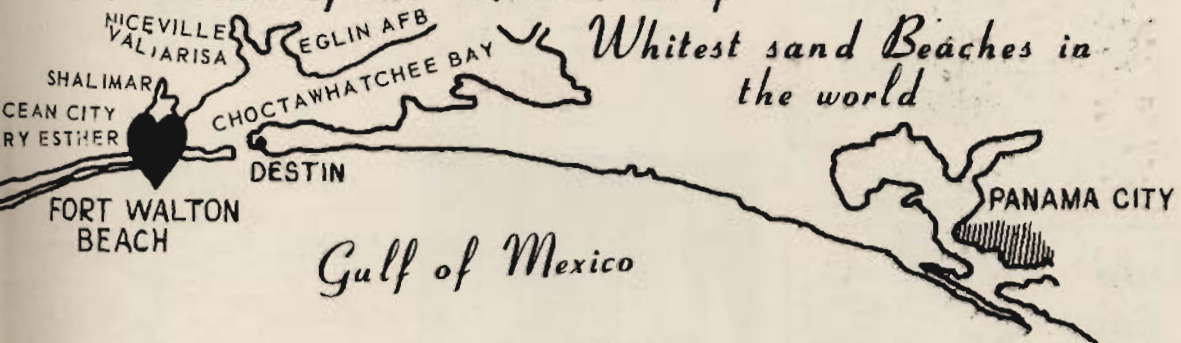 NICEVILLE
VALIARISA
EGLIN AFB
Whitest sand Beaches in
the world
SHALIMAR
CHOCTAWHATCHEE BAY
CEAN CITY
RY ESTHER
DESTIN
FORT WALTON
BEACH
PANAMA CITY
Gulf of Mexico